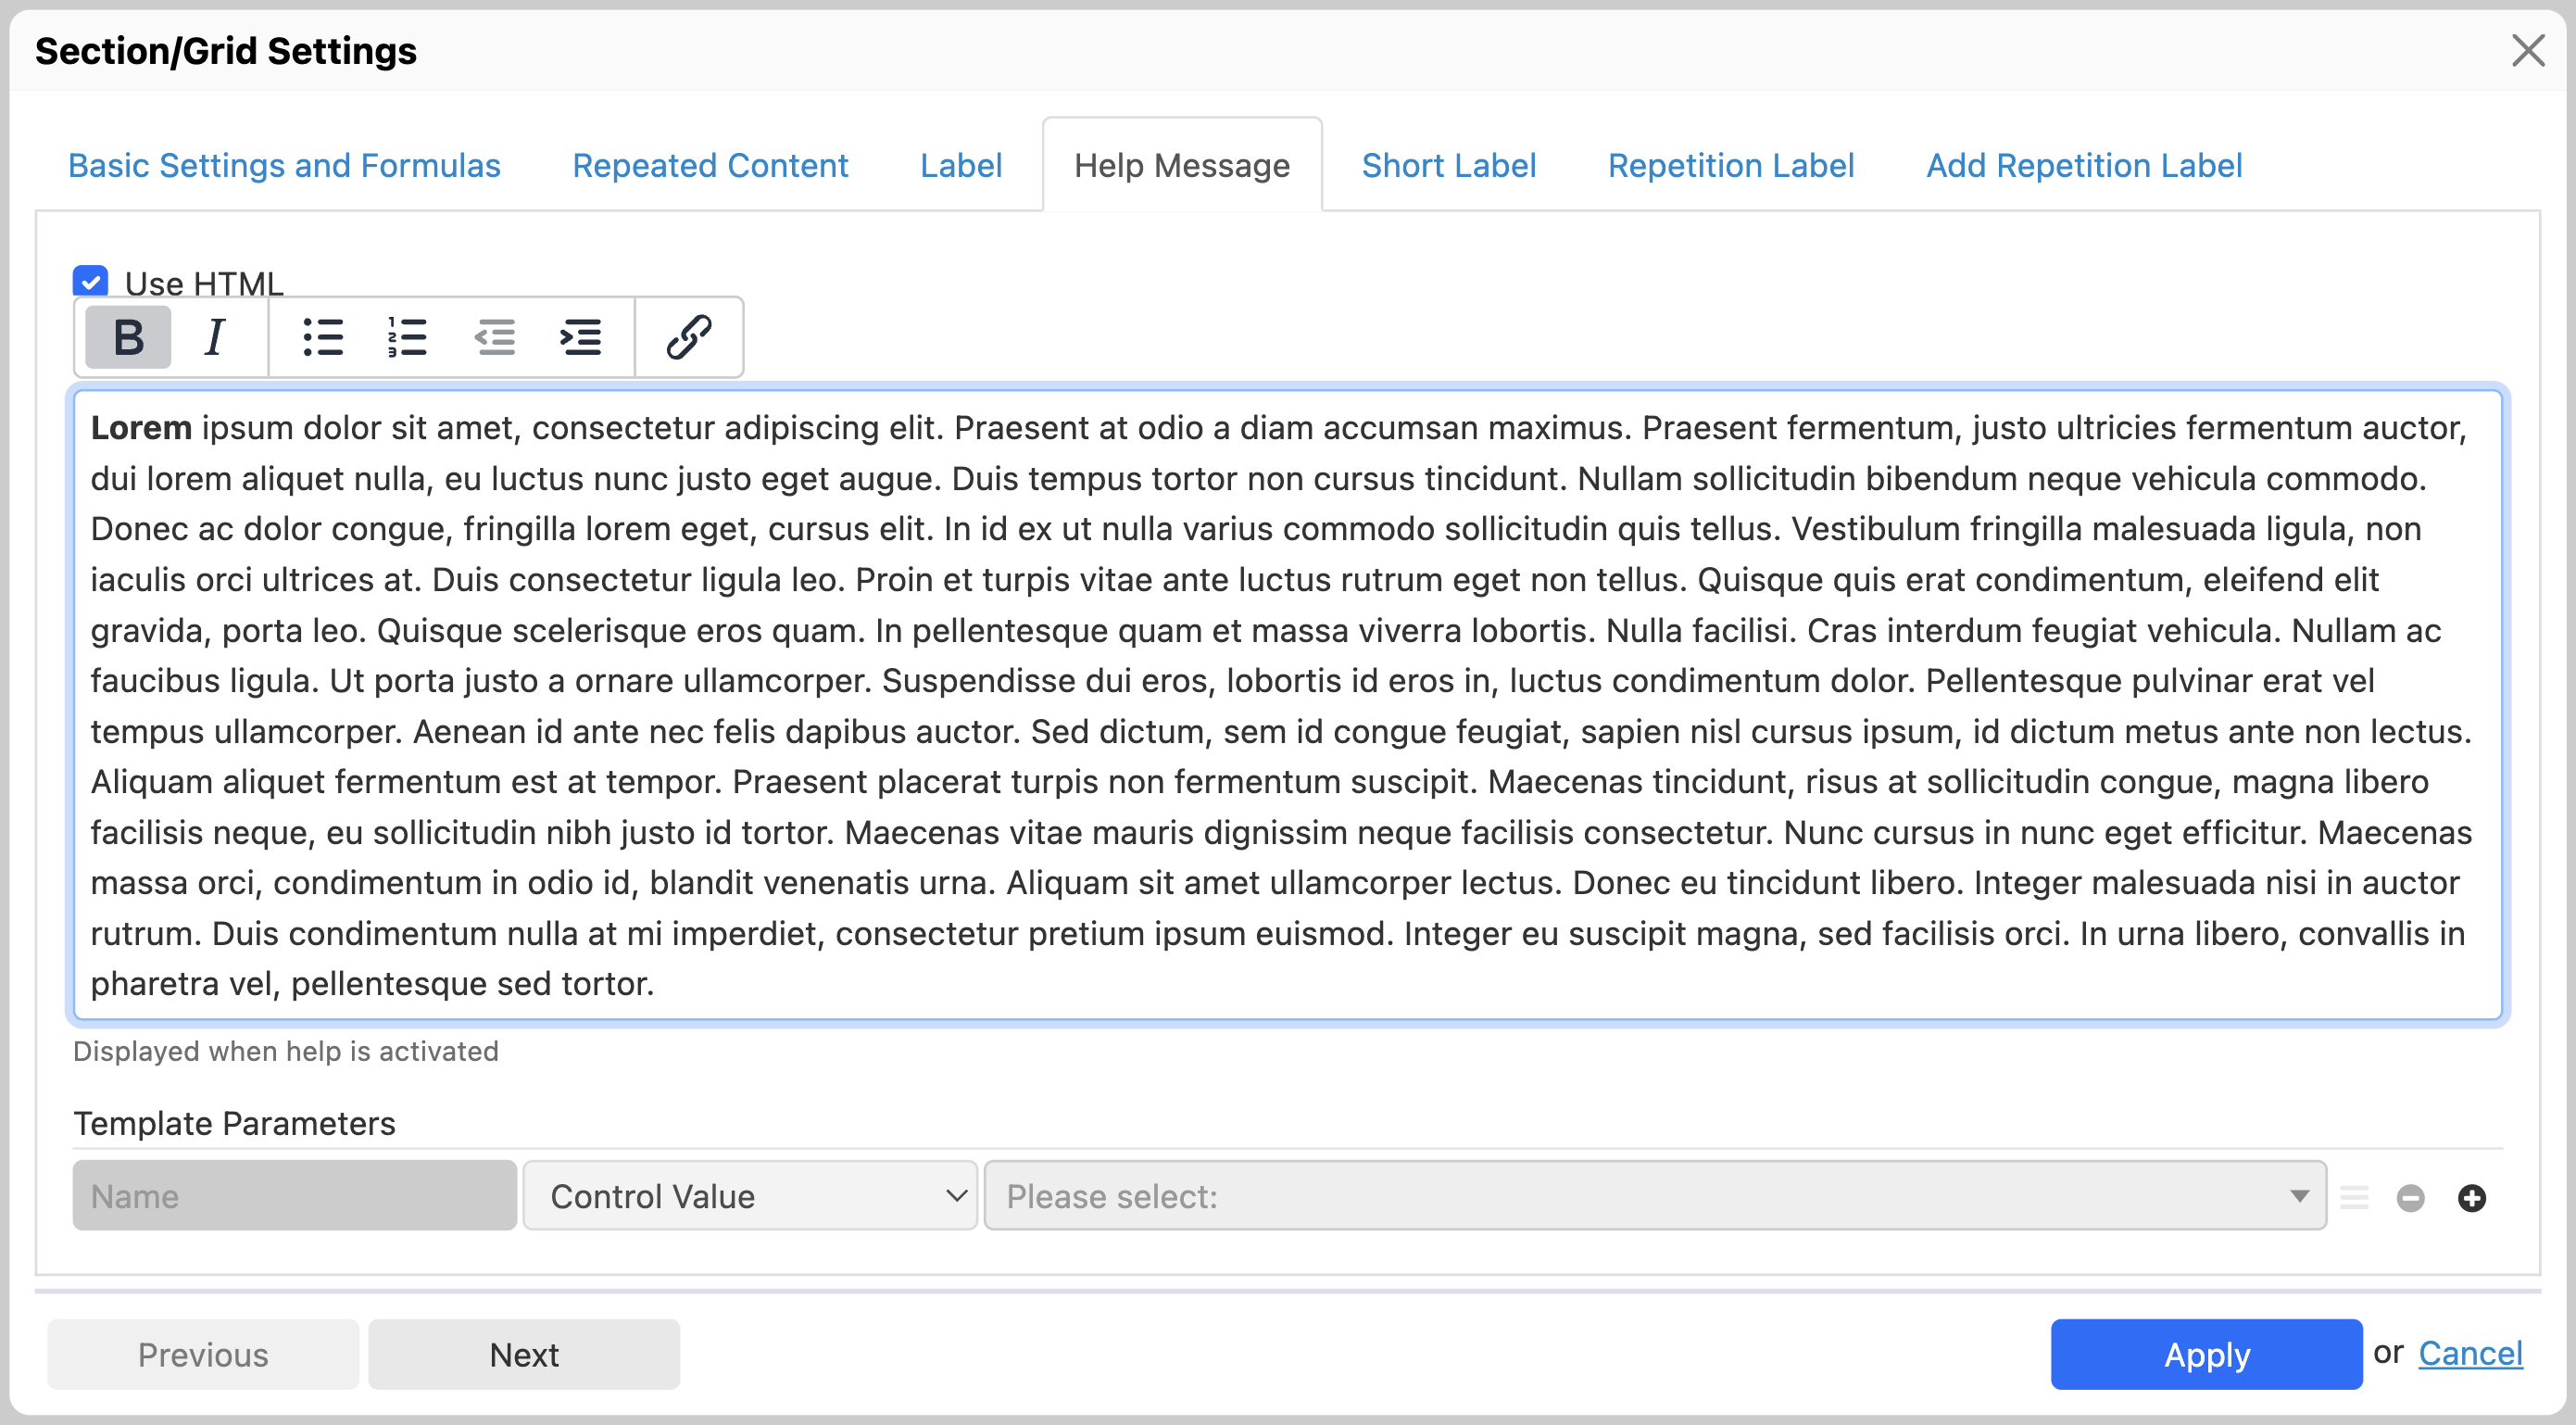 Section/Grid Settings
Basic Settings and Formulas Repeated Content Label Help Message Short Label Repetition Label Add Repetition Label
Use HTML
B I
Lorem ipsum dolor sit amet, consectetur adipiscing elit. Praesent at odio a diam accumsan maximus. Praesent fermentum, justo ultricies fermentum auctor,
dui lorem aliquet nulla, eu luctus nunc justo eget augue. Duis tempus tortor non cursus tincidunt. Nullam sollicitudin bibendum neque vehicula commodo.
Donec ac dolor congue, fringilla lorem eget, cursus elit. In id ex ut nulla varius commodo sollicitudin quis tellus. Vestibulum fringilla malesuada ligula, non
iaculis orci ultrices at. Duis consectetur ligula leo. Proin et turpis vitae ante luctus rutrum eget non tellus. Quisque quis erat condimentum, eleifend elit
gravida, porta leo. Quisque scelerisque eros quam. In pellentesque quam et massa viverra lobortis. Nulla facilisi. Cras interdum feugiat vehicula. Nullam ac
faucibus ligula. Ut porta justo a ornare ullamcorper. Suspendisse dui eros, lobortis id eros in, luctus condimentum dolor. Pellentesque pulvinar erat vel
tempus ullamcorper. Aenean id ante nec felis dapibus auctor. Sed dictum, sem id congue feugiat, sapien nisl cursus ipsum, id dictum metus ante non lectus.
Aliquam aliquet fermentum est at tempor. Praesent placerat turpis non fermentum suscipit. Maecenas tincidunt, risus at sollicitudin congue, magna libero
facilisis neque, eu sollicitudin nibh justo id tortor. Maecenas vitae mauris dignissim neque facilisis consectetur. Nunc cursus in nunc eget efficitur. Maecenas
massa orci, condimentum in odio id, blandit venenatis urna. Aliquam sit amet ullamcorper lectus. Donec eu tincidunt libero. Integer malesuada nisi in auctor
rutrum. Duis condimentum nulla at mi imperdiet, consectetur pretium ipsum euismod. Integer eu suscipit magna, sed facilisis orci. In urna libero, convallis in
pharetra vel, pellentesque sed tortor.
Displayed when help is activated
Template Parameters
Name Control Value Please select:
Previous Next Apply or Cancel